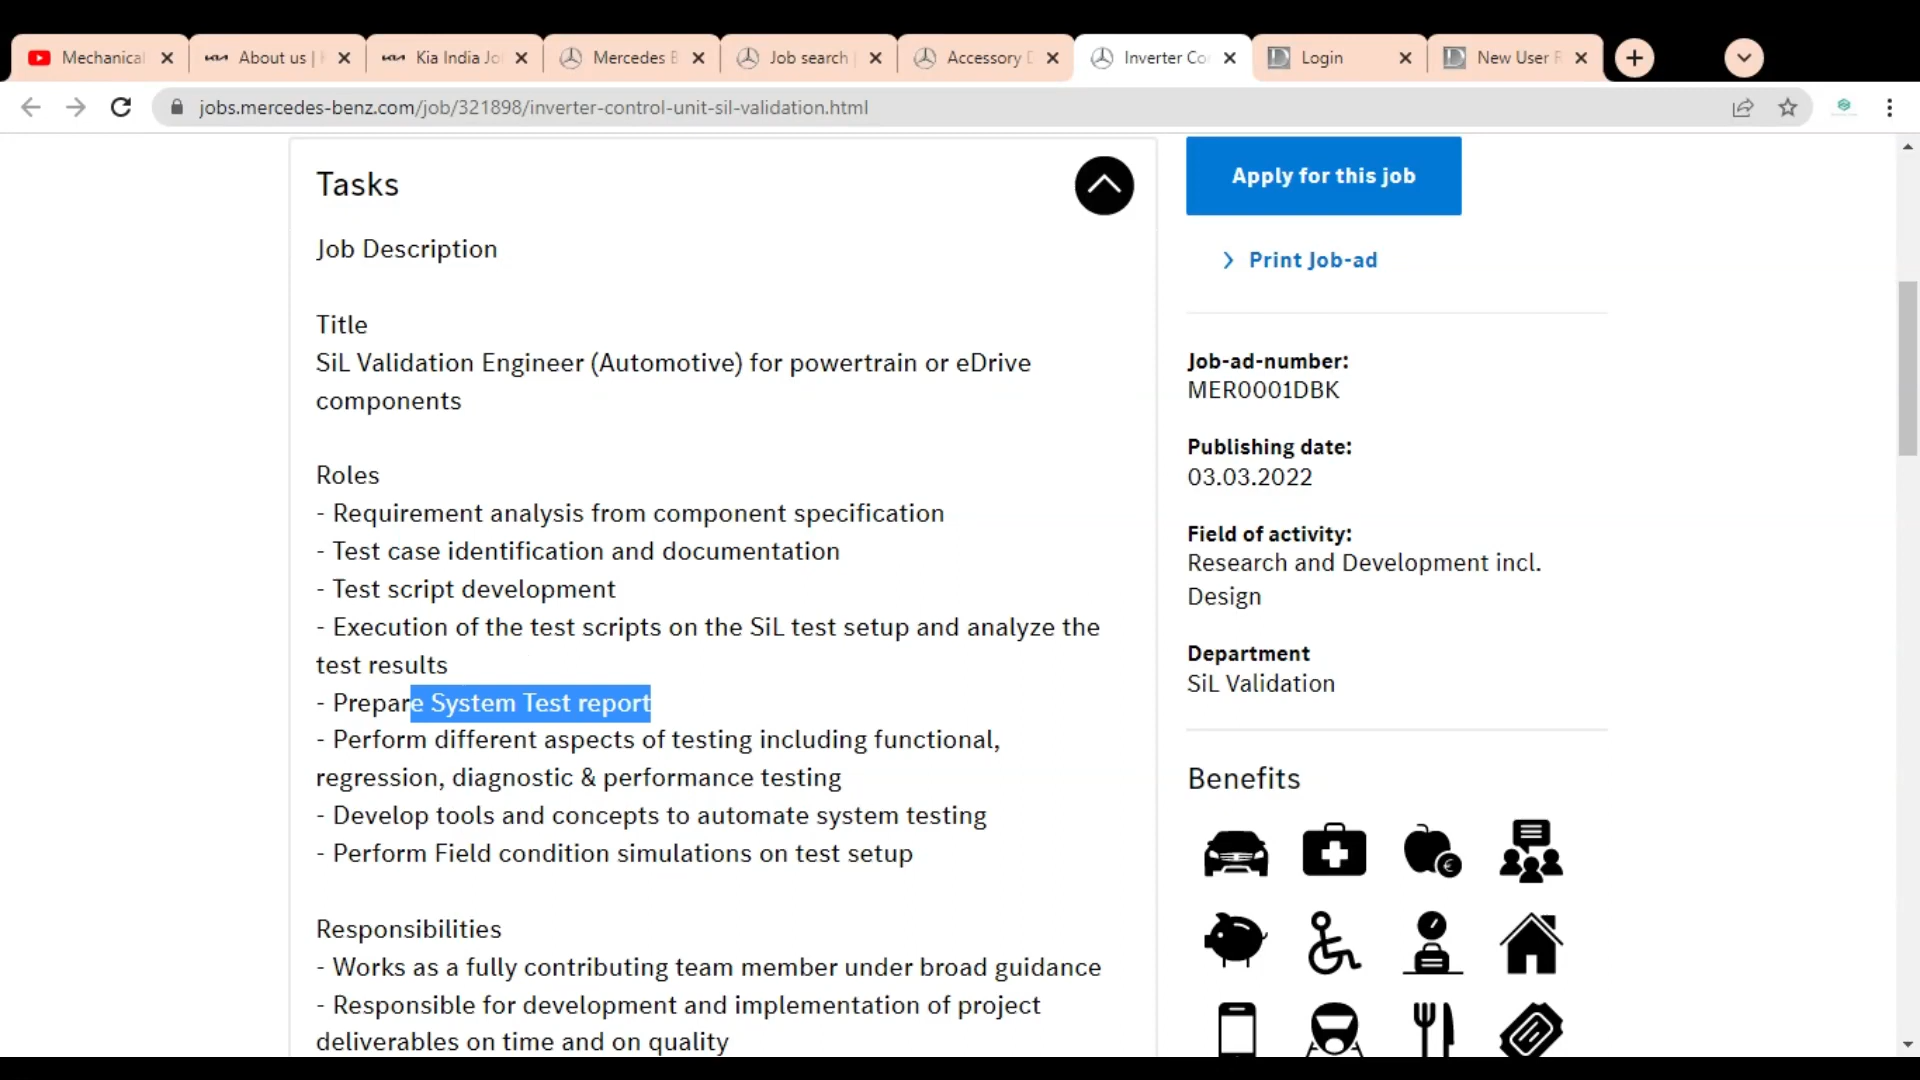 Mechanical
About us |
Kia India Jo
Mercedes B
Job search |
Accessory D
Inverter Co
Login
New User R
jobs.mercedes-benz.com/job/321898/inverter-control-unit-sil-validation.html
Tasks
Job Description
Title
SiL Validation Engineer (Automotive) for powertrain or eDrive
components
Roles
- Requirement analysis from component specification
- Test case identification and documentation
- Test script development
- Execution of the test scripts on the SiL test setup and analyze the
test results
- Prepare System Test report
- Perform different aspects of testing including functional,
regression, diagnostic & performance testing
- Develop tools and concepts to automate system testing
- Perform Field condition simulations on test setup
Responsibilities
- Works as a fully contributing team member under broad guidance
- Responsible for development and implementation of project
deliverables on time and on quality
Apply for this job
Print Job-ad
Job-ad-number:
MER0001DBK
Publishing date:
03.03.2022
Field of activity:
Research and Development incl.
Design
Department
SiL Validation
Benefits